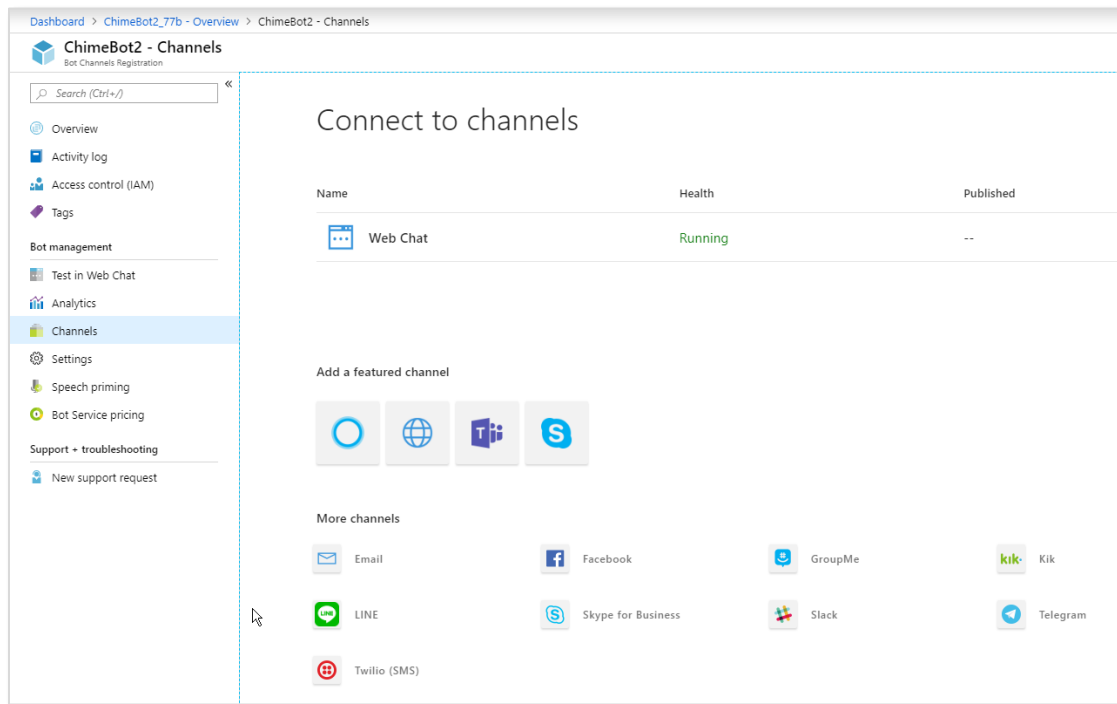 Dashboard > ChimeBot2_77b - Overview > ChimeBot2 - Channels
ChimeBot2 - Channels
Bot Channels Registration
Search (Ctrl+/)
«
Overview
Activity log
Access control (IAM)
Tags
Bot management
Test in Web Chat
Analytics
Channels
Settings
Speech priming
Bot Service pricing
Support + troubleshooting
New support request
Connect to channels
Name Health Published
Web Chat Running --
Add a featured channel
T S
More channels
Email f Facebook GroupMe kik· Kik
LINE LINE S Skype for Business Slack Telegram
Twilio (SMS)